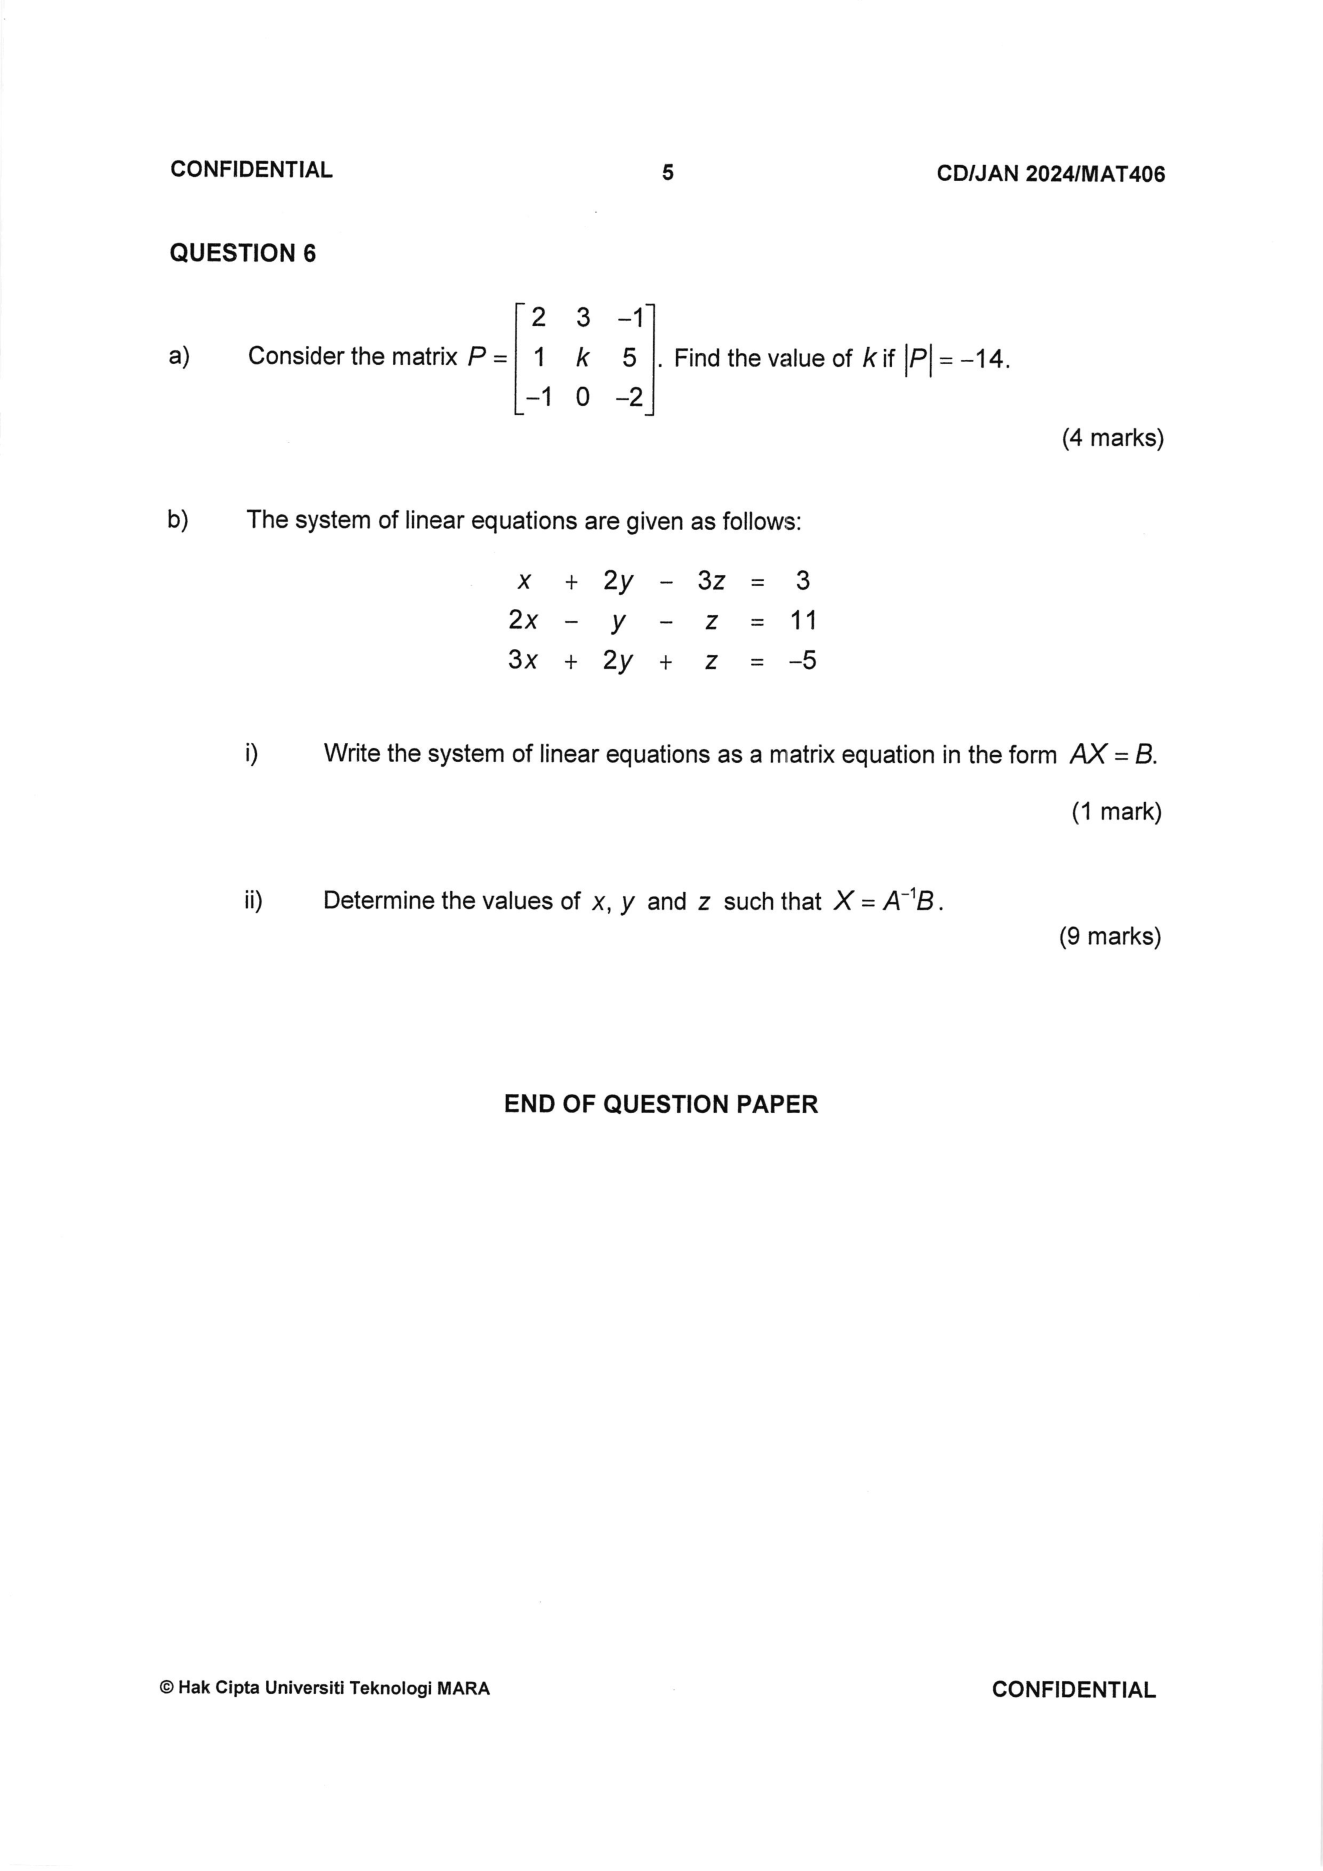 CONFIDENTIAL 5 CD/JAN 2024/MAT406
QUESTION 6
a) Consider the matrix P = [2 3 –1; 1 k 5; –1 0 –2]. Find the value of k if |P| = –14.
(4 marks)
b) The system of linear equations are given as follows:
x + 2y – 3z = 3
2x – y – z = 11
3x + 2y + z = –5
i) Write the system of linear equations as a matrix equation in the form AX = B.
(1 mark)
ii) Determine the values of x, y and z such that X = A⁻¹B.
(9 marks)
END OF QUESTION PAPER
© Hak Cipta Universiti Teknologi MARA CONFIDENTIAL